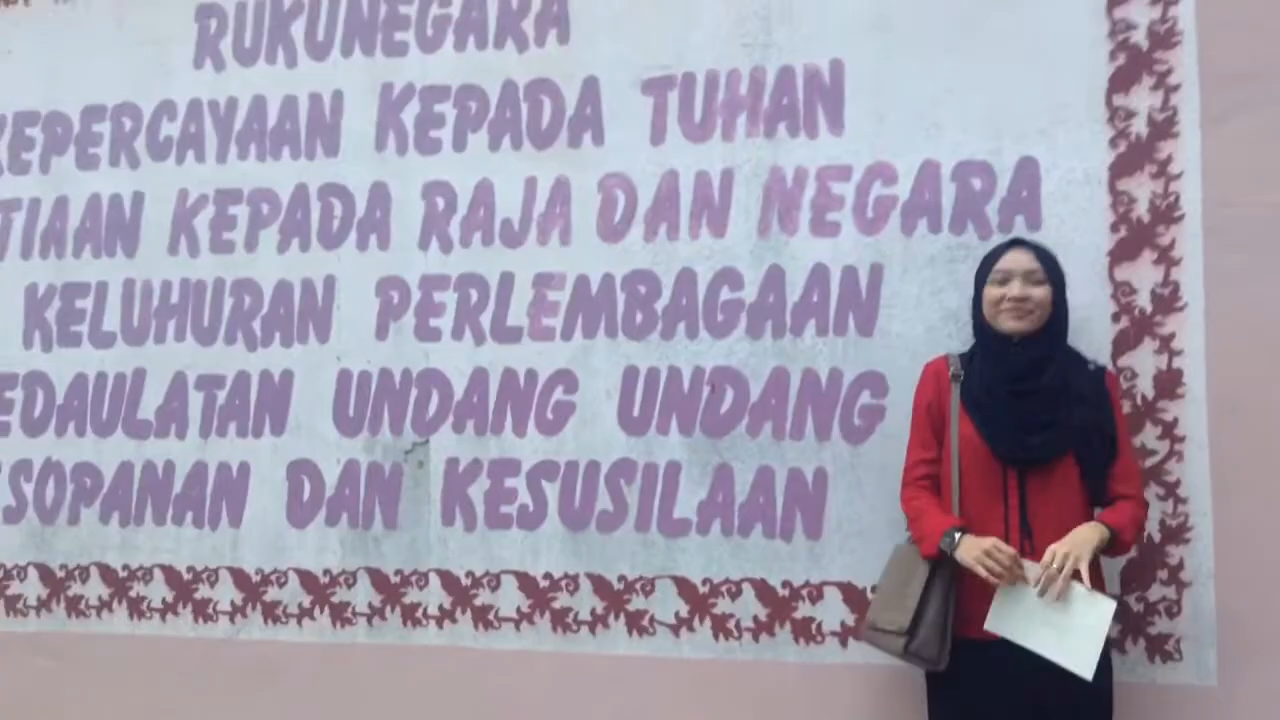 RUKUNEGARA
KEPERCAYAAN KEPADA TUHAN
TIAAN KEPADA RAJA DAN NEGARA
KELUHURAN PERLEMBAGAAN
EDAULATAN UNDANG UNDANG
SOPANAN DAN KESUSILAAN